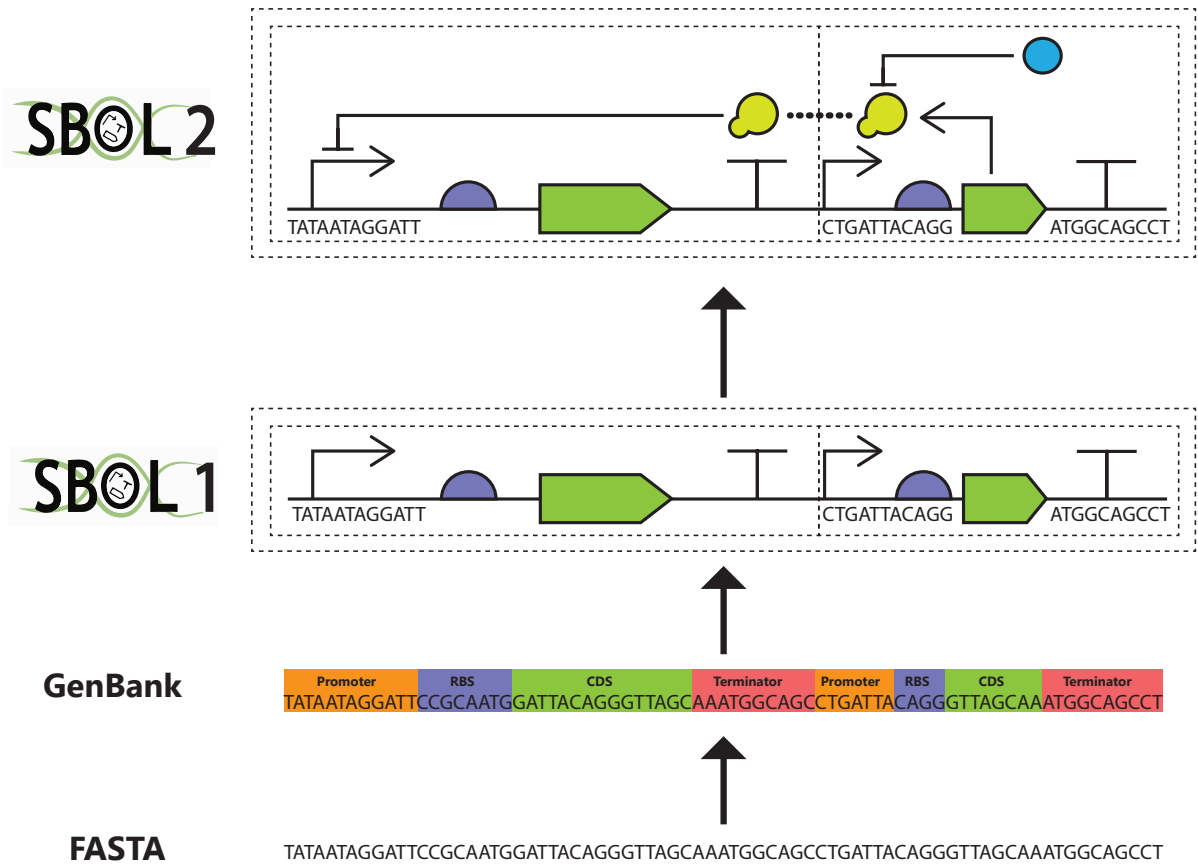 SBOL 2
TATAATAGGATT CTGATTACAGG ATGGCAGCCT
SBOL 1
TATAATAGGATT CTGATTACAGG ATGGCAGCCT
GenBank
Promoter RBS CDS Terminator Promoter RBS CDS Terminator
TATAATAGGATTCCGCAATGGATTACAGGGTTAGCAAATGGCAGCCTGATTACAGGGTTAGCAAATGGCAGCCT
FASTA TATAATAGGATTCCGCAATGGATTACAGGGTTAGCAAATGGCAGCCTGATTACAGGGTTAGCAAATGGCAGCCT